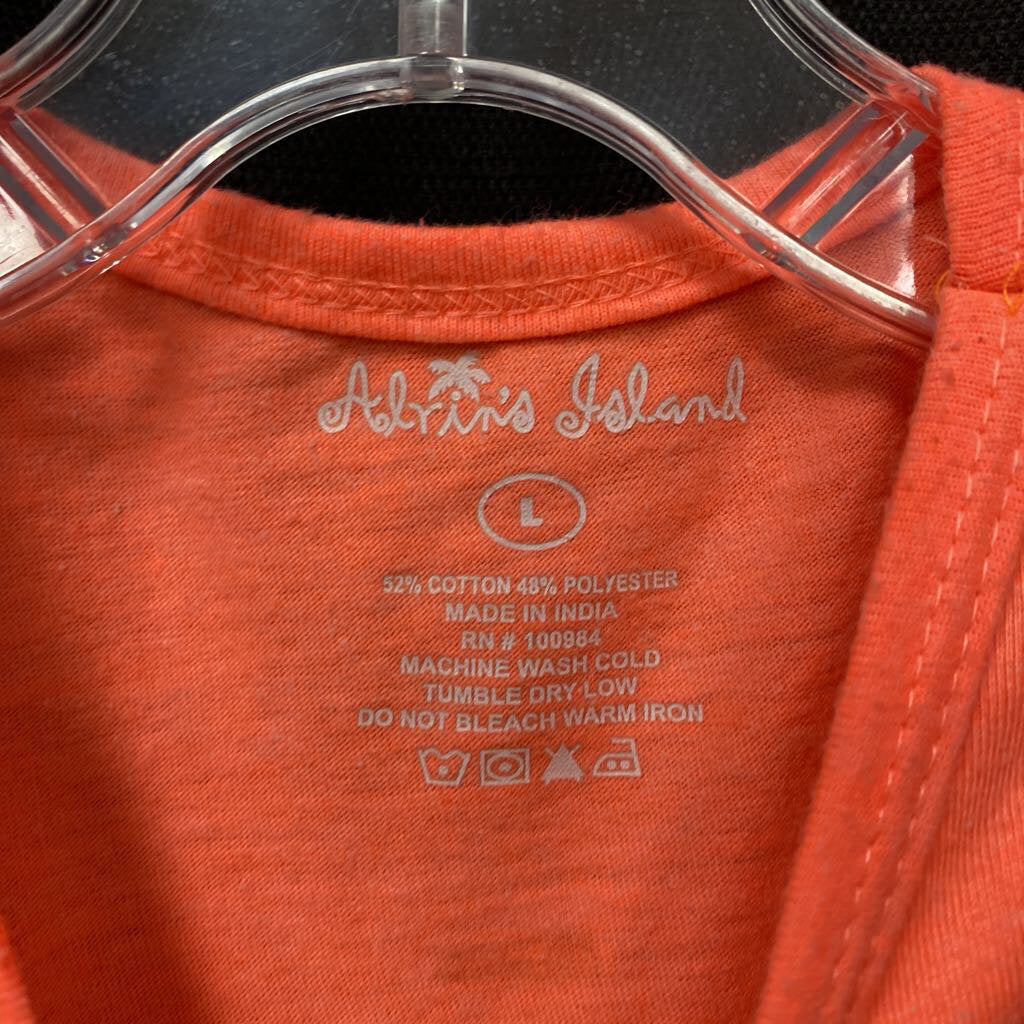 Alvin's Island
L
52% COTTON 48% POLYESTER
MADE IN INDIA
RN # 100984
MACHINE WASH COLD
TUMBLE DRY LOW
DO NOT BLEACH WARM IRON